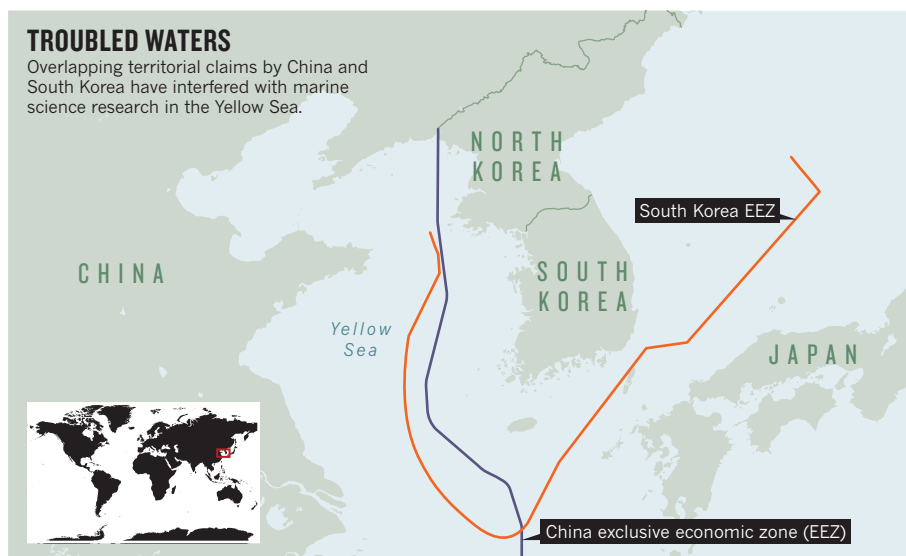 TROUBLED WATERS
Overlapping territorial claims by China and
South Korea have interfered with marine
science research in the Yellow Sea.
NORTH
KOREA
South Korea EEZ
CHINA
SOUTH
KOREA
Yellow
Sea
JAPAN
China exclusive economic zone (EEZ)